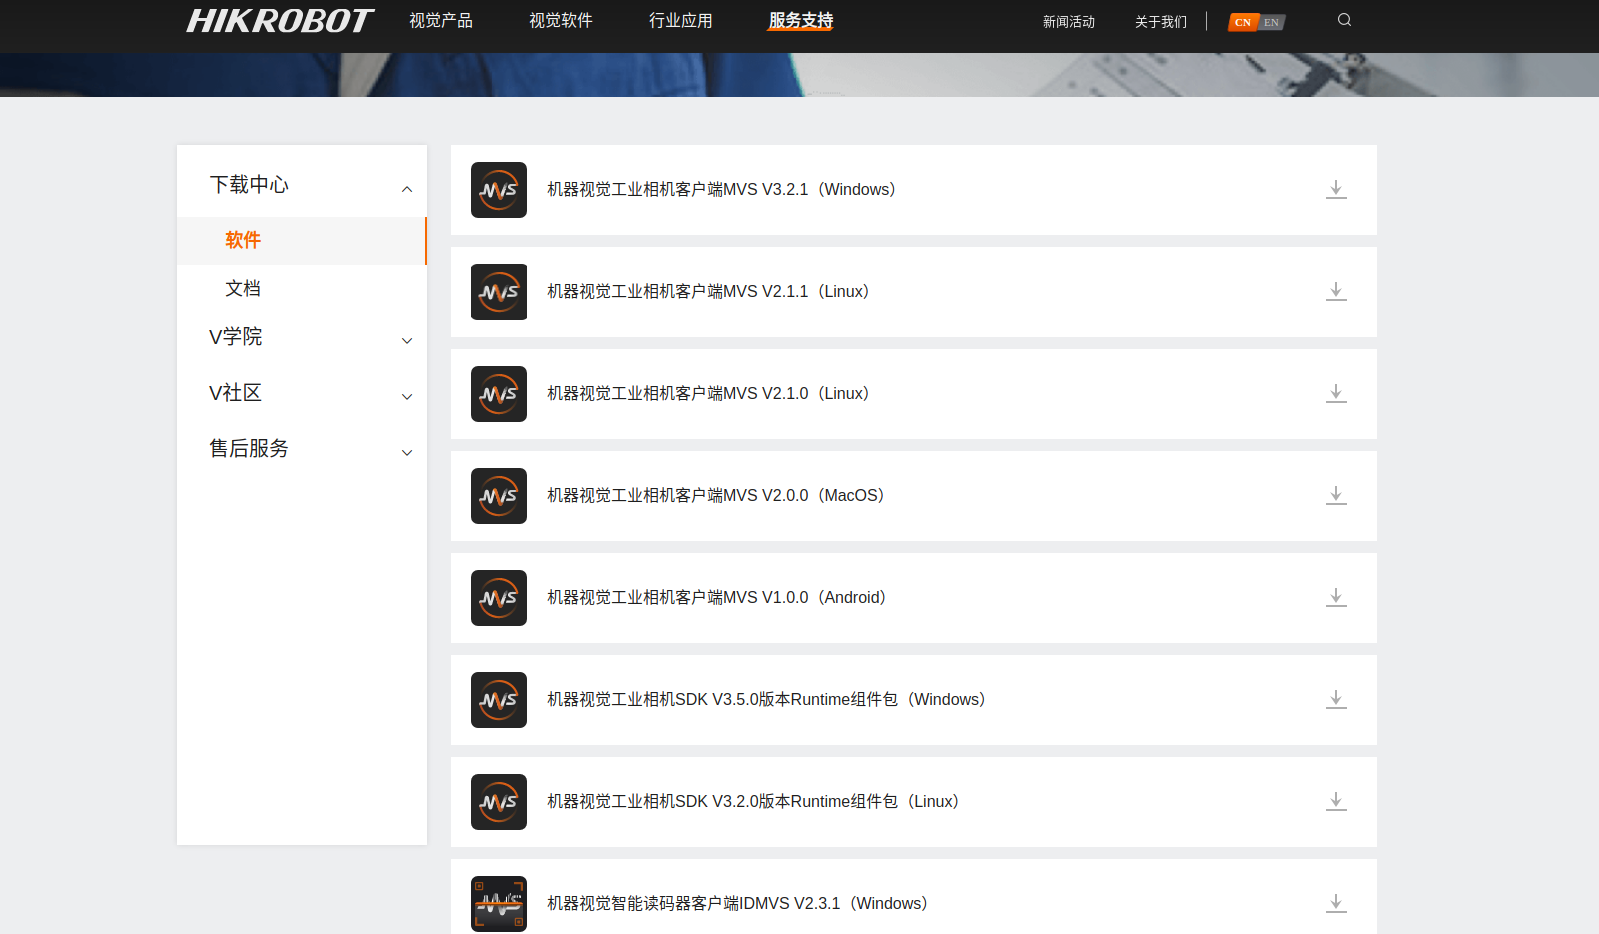 HIKROBOT 视觉产品 视觉软件 行业应用 服务支持 新闻活动 关于我们 CN EN
下载中心
软件
文档
V学院
V社区
售后服务
MVS 机器视觉工业相机客户端MVS V3.2.1（Windows）
MVS 机器视觉工业相机客户端MVS V2.1.1（Linux）
MVS 机器视觉工业相机客户端MVS V2.1.0（Linux）
MVS 机器视觉工业相机客户端MVS V2.0.0（MacOS）
MVS 机器视觉工业相机客户端MVS V1.0.0（Android）
MVS 机器视觉工业相机SDK V3.5.0版本Runtime组件包（Windows）
MVS 机器视觉工业相机SDK V3.2.0版本Runtime组件包（Linux）
MVS 机器视觉智能读码器客户端IDMVS V2.3.1（Windows）